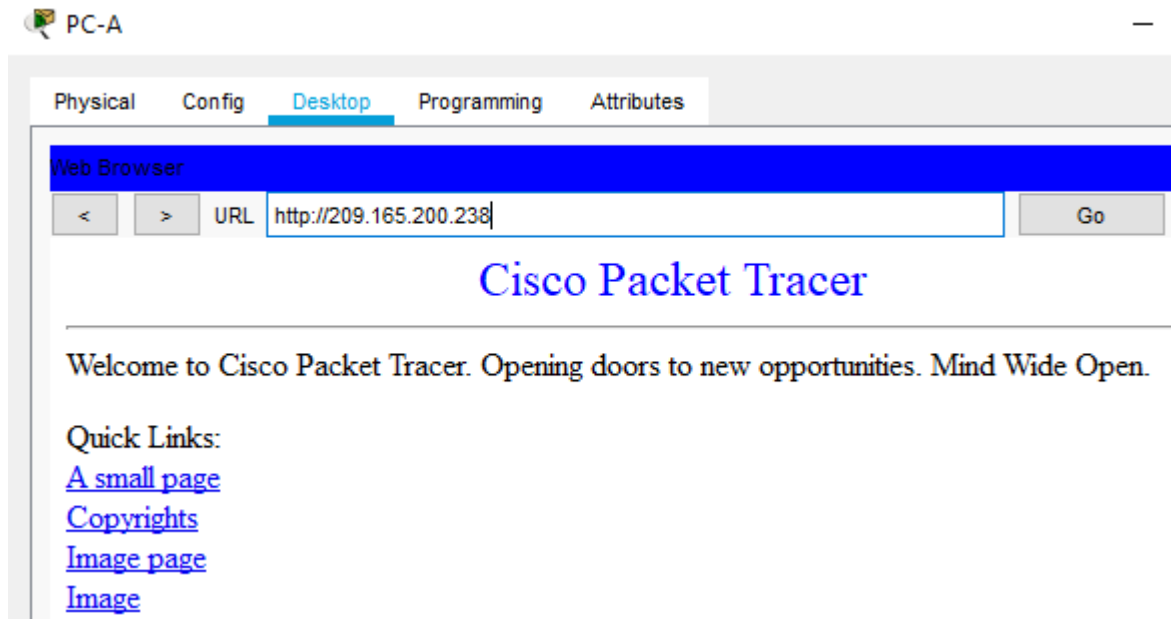 PC-A
Physical Config Desktop Programming Attributes
Web Browser
< > URL http://209.165.200.238 Go
Cisco Packet Tracer
Welcome to Cisco Packet Tracer. Opening doors to new opportunities. Mind Wide Open.
Quick Links:
A small page
Copyrights
Image page
Image